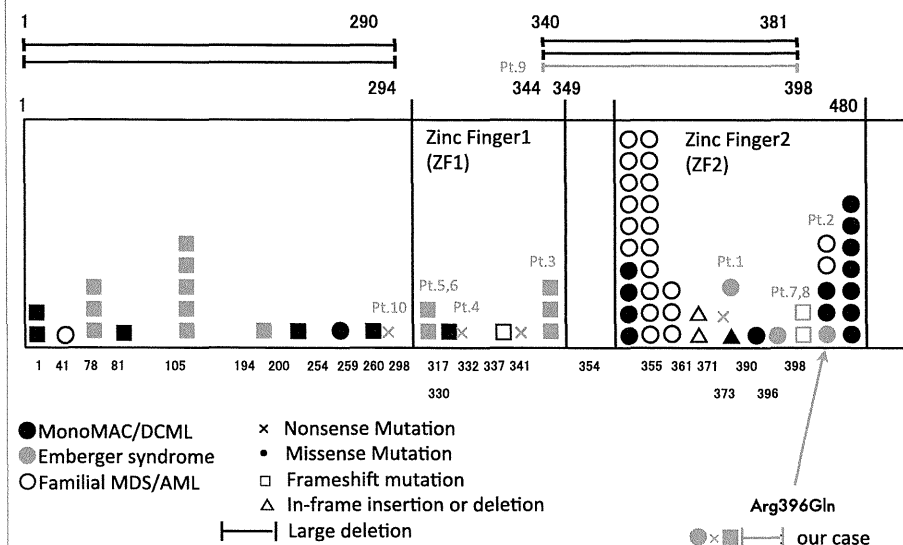 1 290 340 381
Pt.9
294 344 349 398
1 480
Zinc Finger1
(ZF1)
Zinc Finger2
(ZF2)
Pt.10
Pt.5,6
Pt.4
Pt.3
Pt.1
Pt.7,8
Pt.2
1 41 78 81 105 194 200 254 259 260 298 317 332 337 341 354 355 361 371 390 398
330 373 396
MonoMAC/DCML
Emberger syndrome
Familial MDS/AML
Nonsense Mutation
Missense Mutation
Frameshift mutation
In-frame insertion or deletion
Large deletion
Arg396Gln
our case